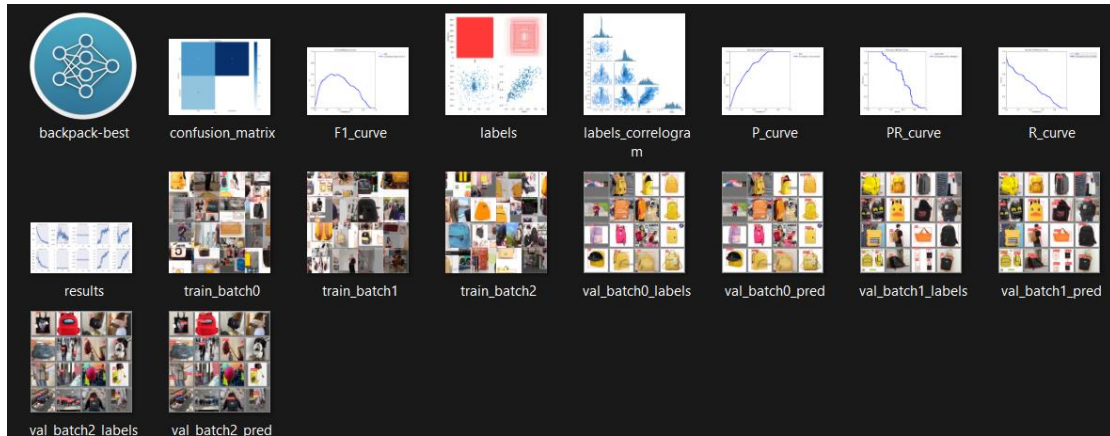 backpack-best
confusion_matrix
F1_curve
labels
labels_correlogra
m
P_curve
PR_curve
R_curve
results
train_batch0
train_batch1
train_batch2
val_batch0_labels
val_batch0_pred
val_batch1_labels
val_batch1_pred
val_batch2_labels
val_batch2_pred